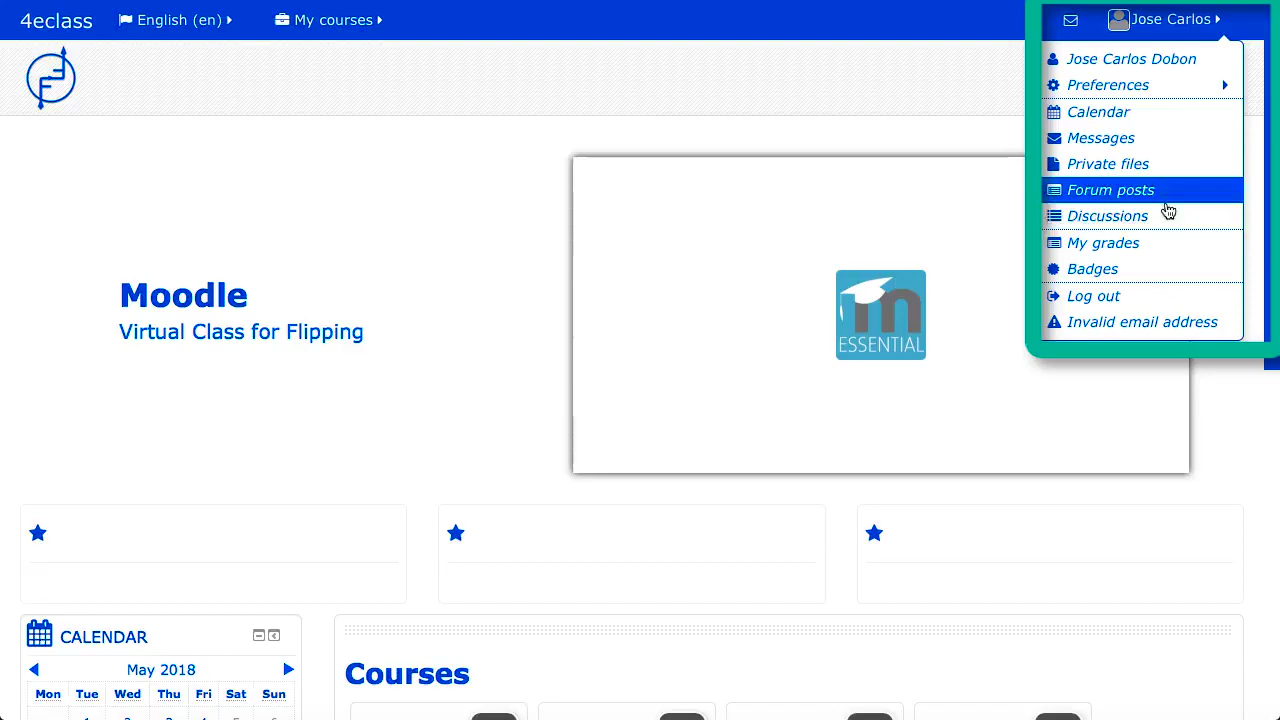 4eclass English (en) My courses Jose Carlos
Jose Carlos Dobon
Preferences
Calendar
Messages
Private files
Forum posts
Discussions
My grades
Badges
Log out
Invalid email address
Moodle
Virtual Class for Flipping
m
ESSENTIAL
CALENDAR
May 2018
Mon Tue Wed Thu Fri Sat Sun
Courses